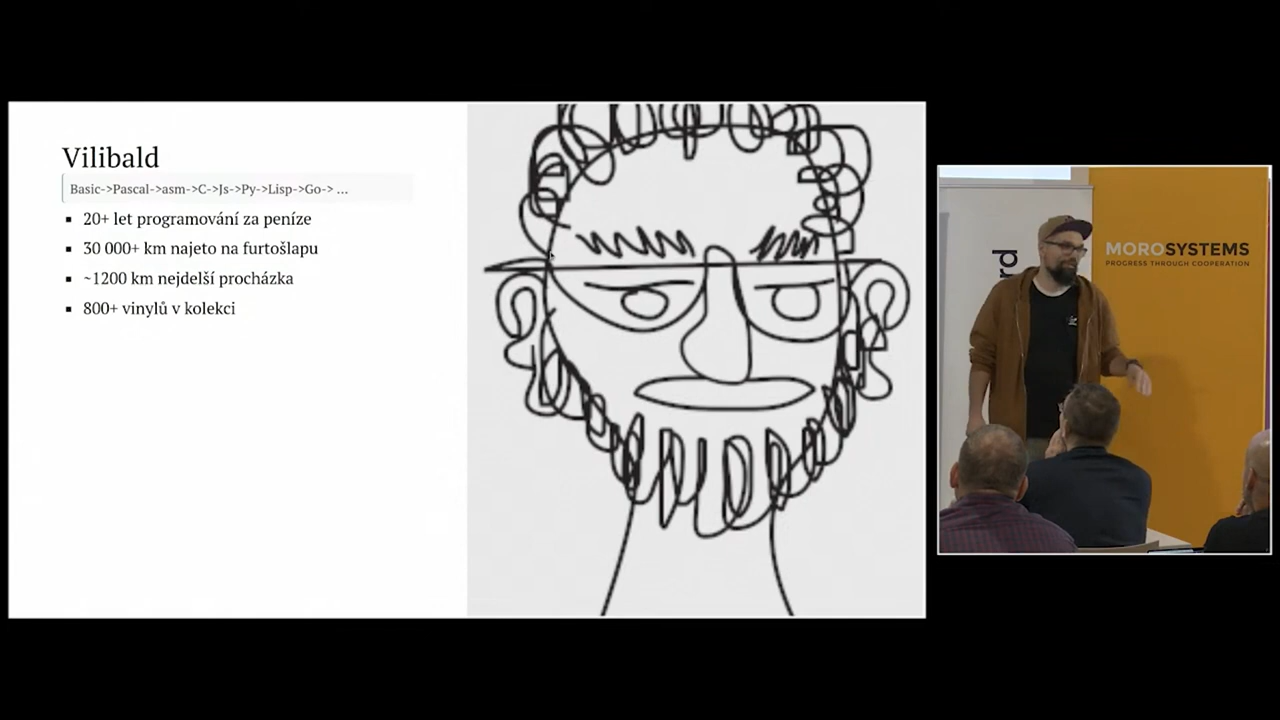 Vilibald
Basic->Pascal->asm->C->Js->Py->Lisp->Go-> ...
▪ 20+ let programování za peníze
▪ 30 000+ km najeto na furtošlapu
▪ ~1200 km nejdelší procházka
▪ 800+ vinylů v kolekci
rd
MOROSYSTEMS
PROGRESS THROUGH COOPERATION